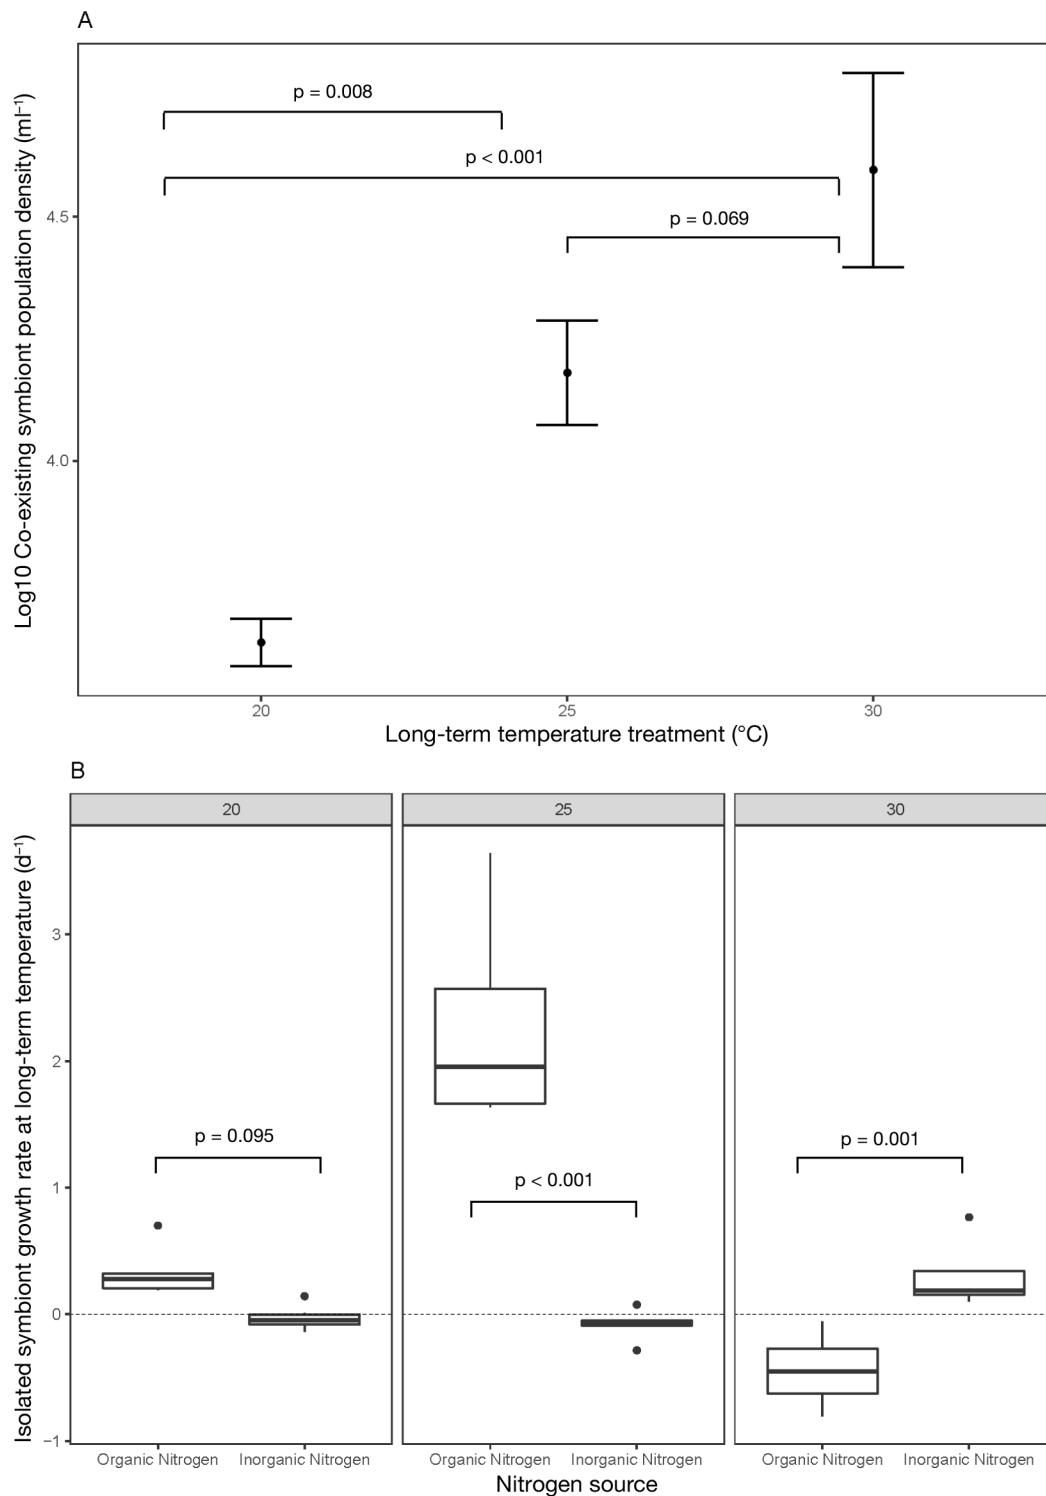 A
Log10 Co-existing symbiont population density (ml⁻¹)
p = 0.008
p < 0.001
p = 0.069
4.5
4.0
20 25 30
Long-term temperature treatment (°C)
B
Isolated symbiont growth rate at long-term temperature (d⁻¹)
20 25 30
3
2
1
0
−1
p = 0.095
p < 0.001
p = 0.001
Organic Nitrogen Inorganic Nitrogen Organic Nitrogen Inorganic Nitrogen Organic Nitrogen Inorganic Nitrogen
Nitrogen source